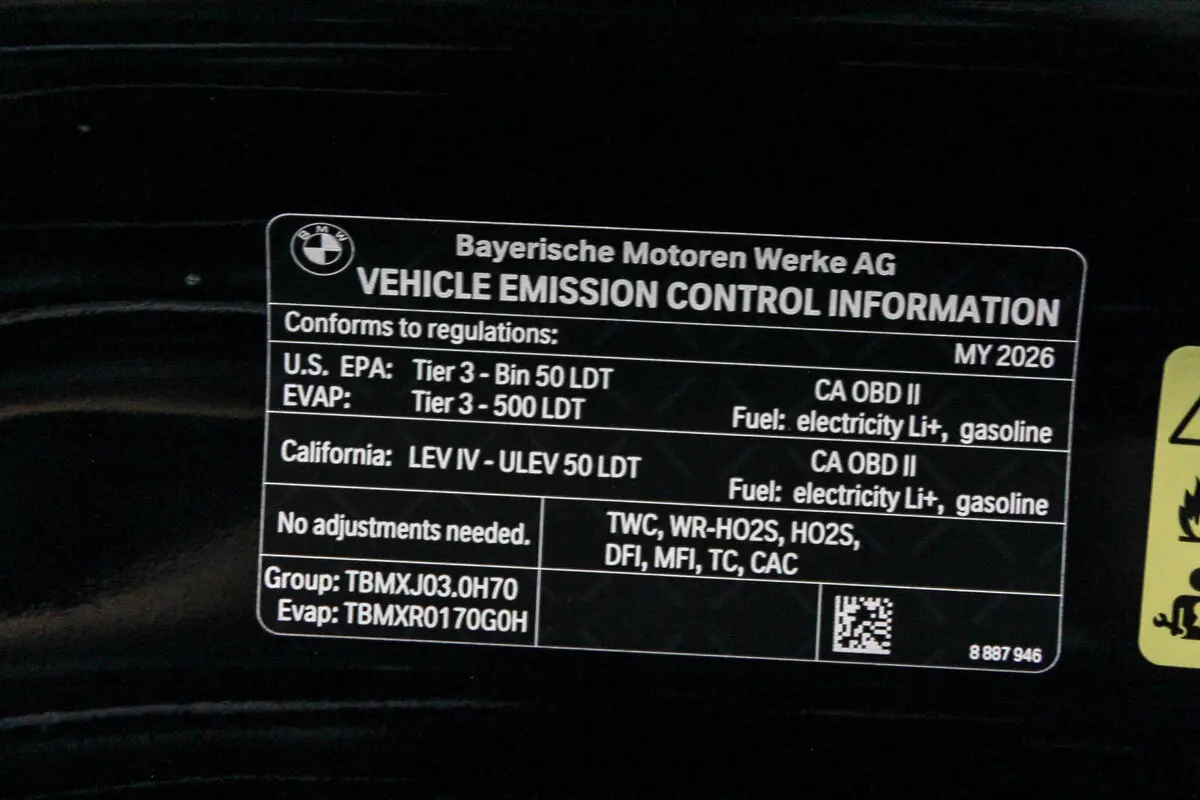 BMW
Bayerische Motoren Werke AG
VEHICLE EMISSION CONTROL INFORMATION
Conforms to regulations:
MY 2026
U.S. EPA: Tier 3 - Bin 50 LDT
CA OBD II
EVAP: Tier 3 - 500 LDT
Fuel: electricity Li+, gasoline
California: LEV IV - ULEV 50 LDT
CA OBD II
Fuel: electricity Li+, gasoline
No adjustments needed.
TWC, WR-HO2S, HO2S,
DFI, MFI, TC, CAC
Group: TBMXJ03.0H70
Evap: TBMXR0170G0H
8 887 946